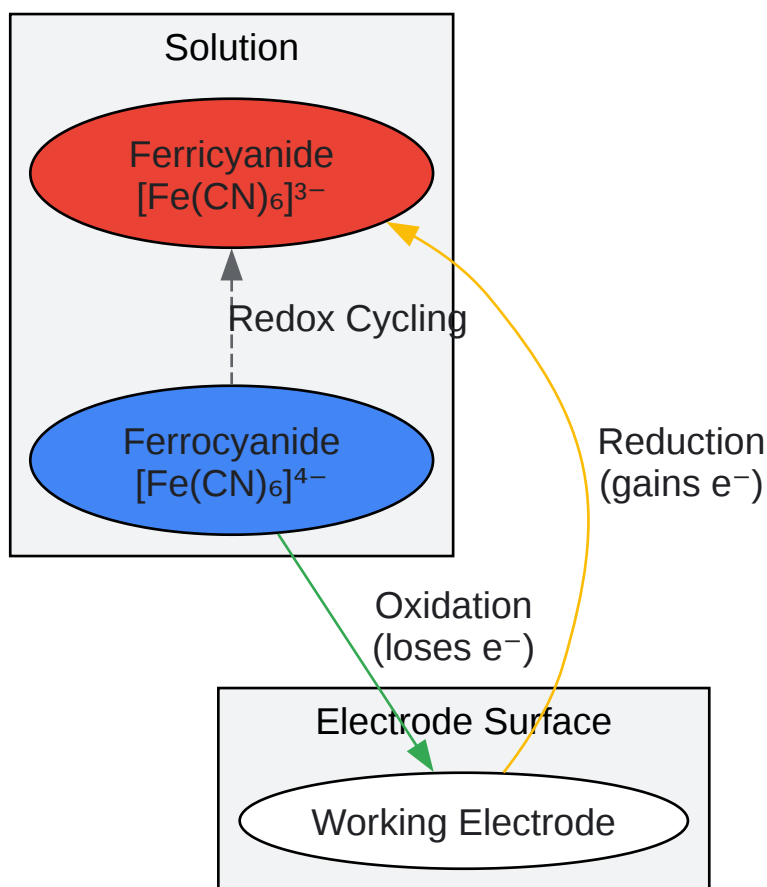 Solution
Ferricyanide
[Fe(CN)₆]³⁻
Redox Cycling
Ferrocyanide
[Fe(CN)₆]⁴⁻
Reduction
(gains e⁻)
Oxidation
(loses e⁻)
Electrode Surface
Working Electrode